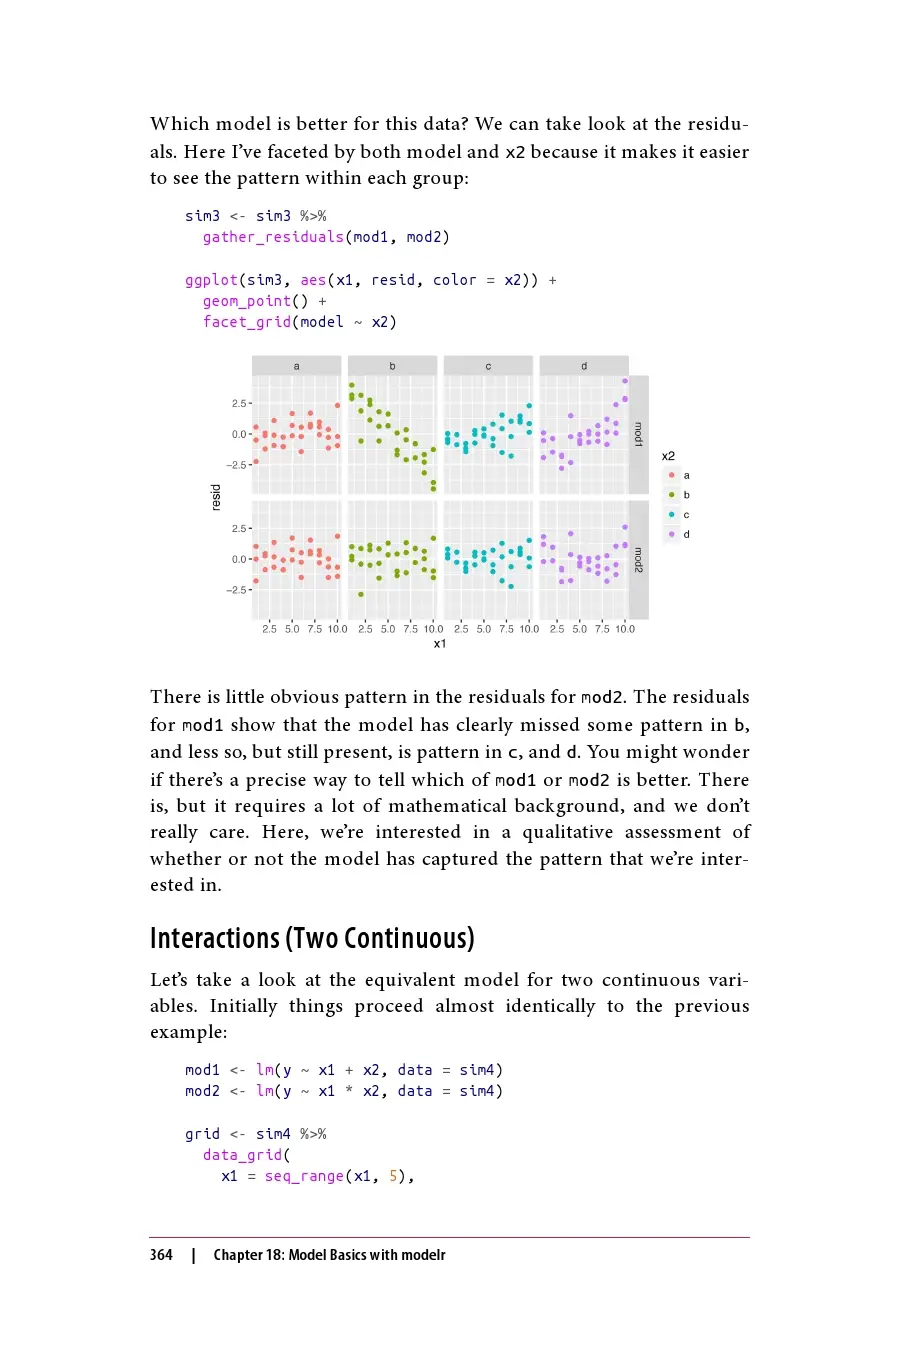 Which model is better for this data? We can take look at the residu-
als. Here I’ve faceted by both model and x2 because it makes it easier
to see the pattern within each group:
sim3 <- sim3 %>%
  gather_residuals(mod1, mod2)

ggplot(sim3, aes(x1, resid, color = x2)) +
  geom_point() +
  facet_grid(model ~ x2)
a b c d
2.5
0.0
−2.5
mod1
resid
2.5
0.0
−2.5
mod2
2.5 5.0 7.5 10.0 2.5 5.0 7.5 10.0 2.5 5.0 7.5 10.0 2.5 5.0 7.5 10.0
x1
x2
a
b
c
d
There is little obvious pattern in the residuals for mod2. The residuals
for mod1 show that the model has clearly missed some pattern in b,
and less so, but still present, is pattern in c, and d. You might wonder
if there’s a precise way to tell which of mod1 or mod2 is better. There
is, but it requires a lot of mathematical background, and we don’t
really care. Here, we’re interested in a qualitative assessment of
whether or not the model has captured the pattern that we’re inter-
ested in.
Interactions (Two Continuous)
Let’s take a look at the equivalent model for two continuous vari-
ables. Initially things proceed almost identically to the previous
example:
mod1 <- lm(y ~ x1 + x2, data = sim4)
mod2 <- lm(y ~ x1 * x2, data = sim4)

grid <- sim4 %>%
  data_grid(
    x1 = seq_range(x1, 5),
364 | Chapter 18: Model Basics with modelr